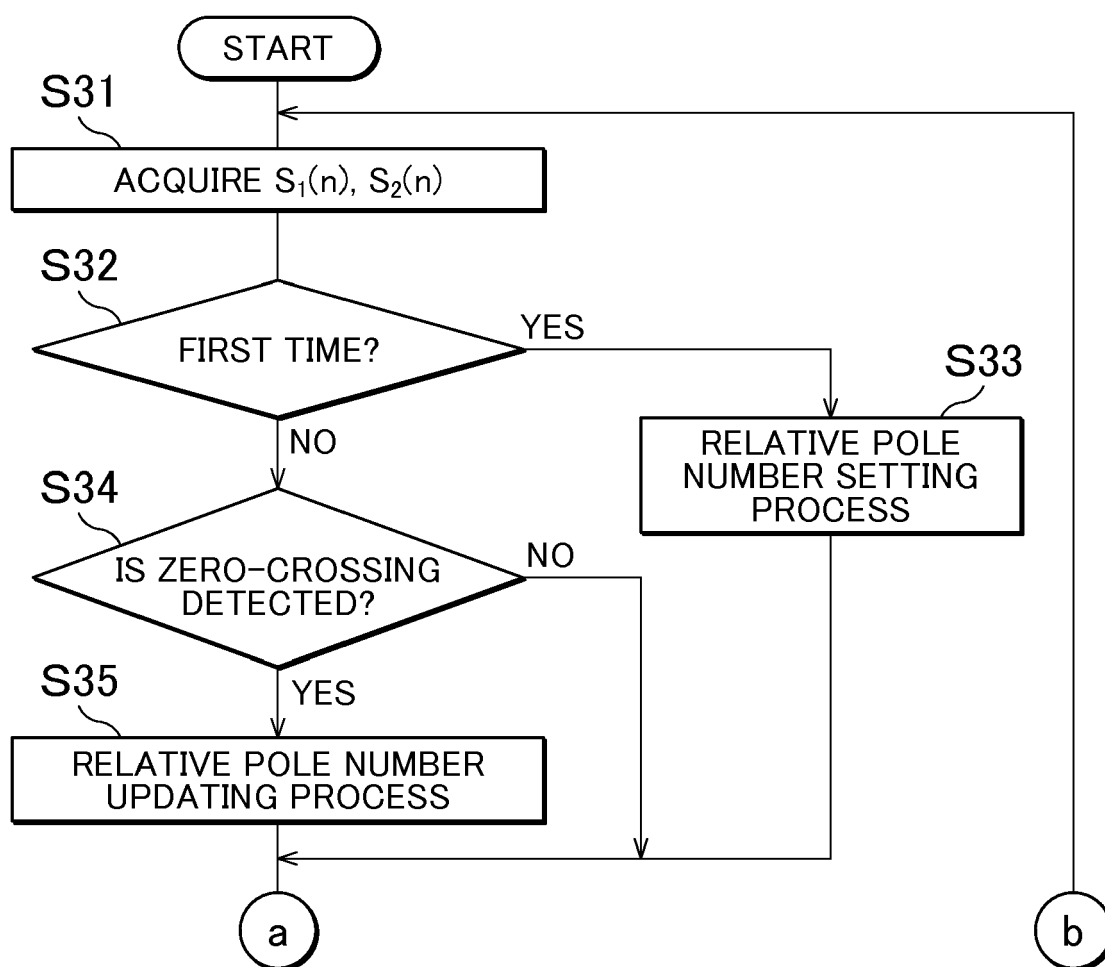 START
S31
ACQUIRE S₁(n), S₂(n)
S32
FIRST TIME?
YES
S33
RELATIVE POLE
NUMBER SETTING
PROCESS
NO
S34
IS ZERO-CROSSING
DETECTED?
NO
YES
S35
RELATIVE POLE NUMBER
UPDATING PROCESS
a
b